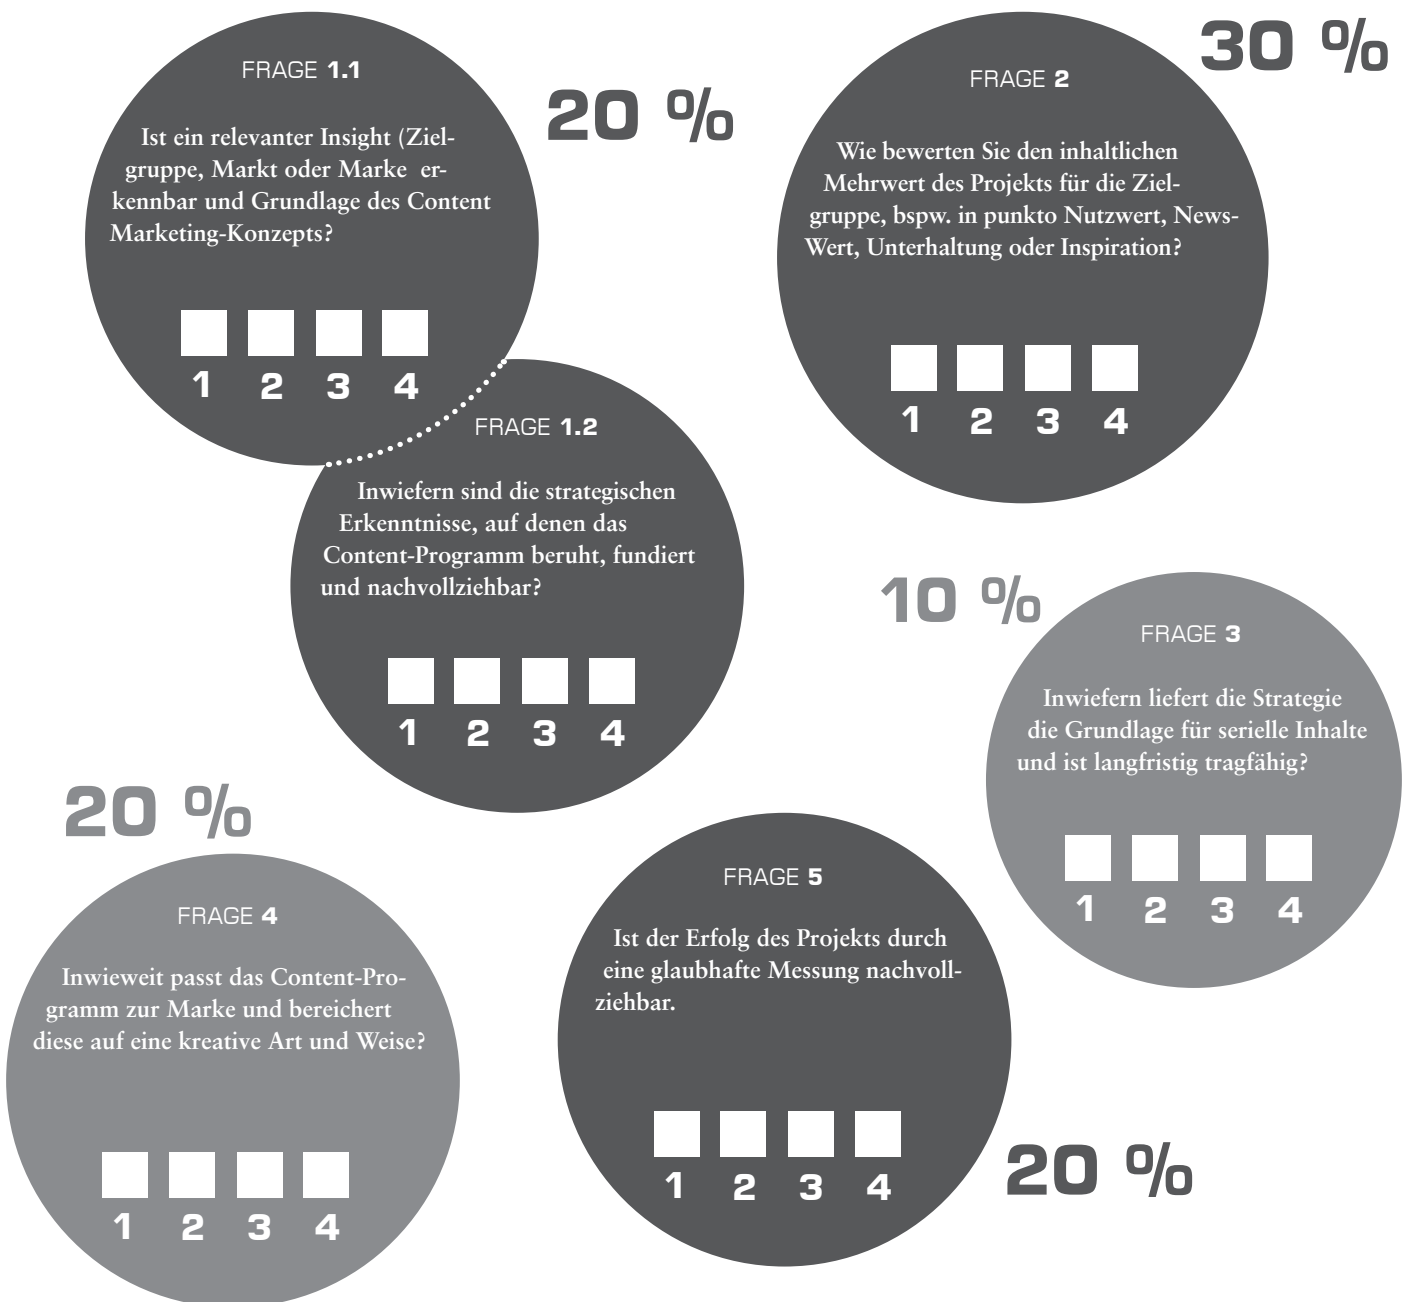 FRAGE 1.1
20 %
Ist ein relevanter Insight (Ziel-
gruppe, Markt oder Marke  er-
kennbar und Grundlage des Content
Marketing-Konzepts?
1 2 3 4
FRAGE 1.2
Inwiefern sind die strategischen
Erkenntnisse, auf denen das
Content-Programm beruht, fundiert
und nachvollziehbar?
1 2 3 4
30 %
FRAGE 2
Wie bewerten Sie den inhaltlichen
Mehrwert des Projekts für die Ziel-
gruppe, bspw. in punkto Nutzwert, News-
Wert, Unterhaltung oder Inspiration?
1 2 3 4
10 %
FRAGE 3
Inwiefern liefert die Strategie
die Grundlage für serielle Inhalte
und ist langfristig tragfähig?
1 2 3 4
20 %
FRAGE 4
Inwieweit passt das Content-Pro-
gramm zur Marke und bereichert
diese auf eine kreative Art und Weise?
1 2 3 4
FRAGE 5
Ist der Erfolg des Projekts durch
eine glaubhafte Messung nachvoll-
ziehbar.
1 2 3 4
20 %